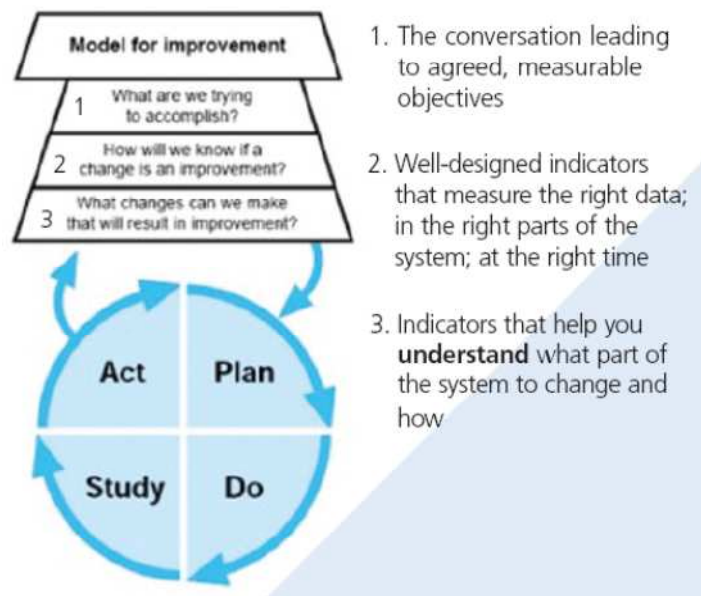 Model for improvement
1 What are we trying
to accomplish?
2 How will we know if a
change is an improvement?
3 What changes can we make
that will result in improvement?
Act
Plan
Study
Do
1. The conversation leading
to agreed, measurable
objectives
2. Well-designed indicators
that measure the right data;
in the right parts of the
system; at the right time
3. Indicators that help you
understand what part of
the system to change and
how